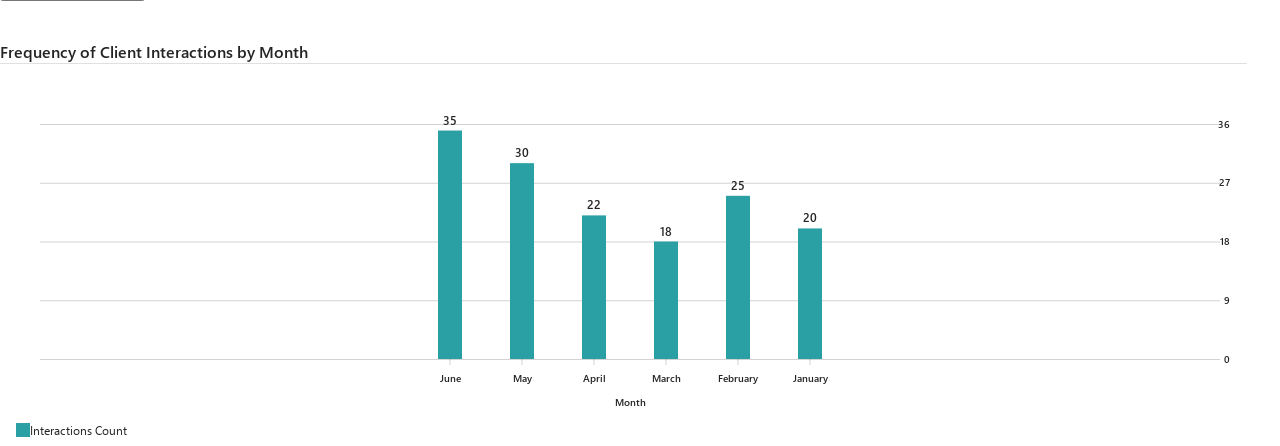 Frequency of Client Interactions by Month
35
30
22
18
25
20
36
27
18
9
0
June May April March February January
Month
Interactions Count